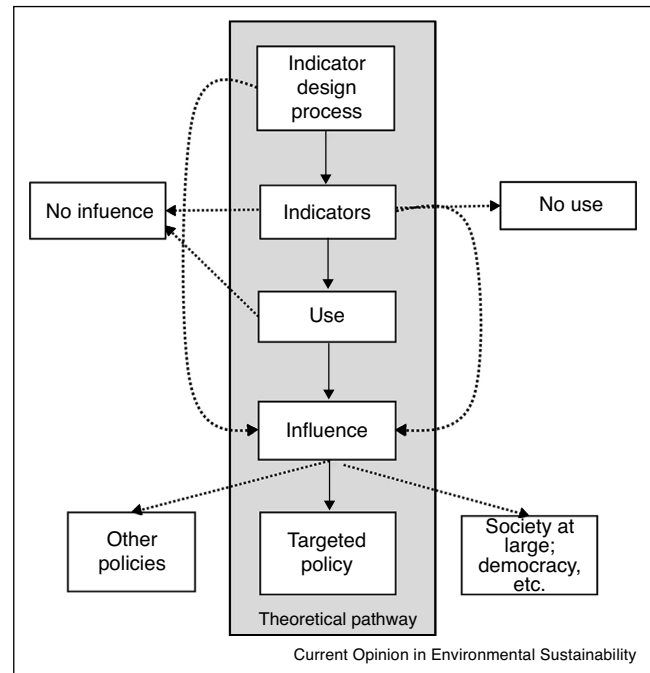 Indicator
design
process
No infuence
Indicators
No use
Use
Influence
Other
policies
Targeted
policy
Society at
large;
democracy,
etc.
Theoretical pathway
Current Opinion in Environmental Sustainability